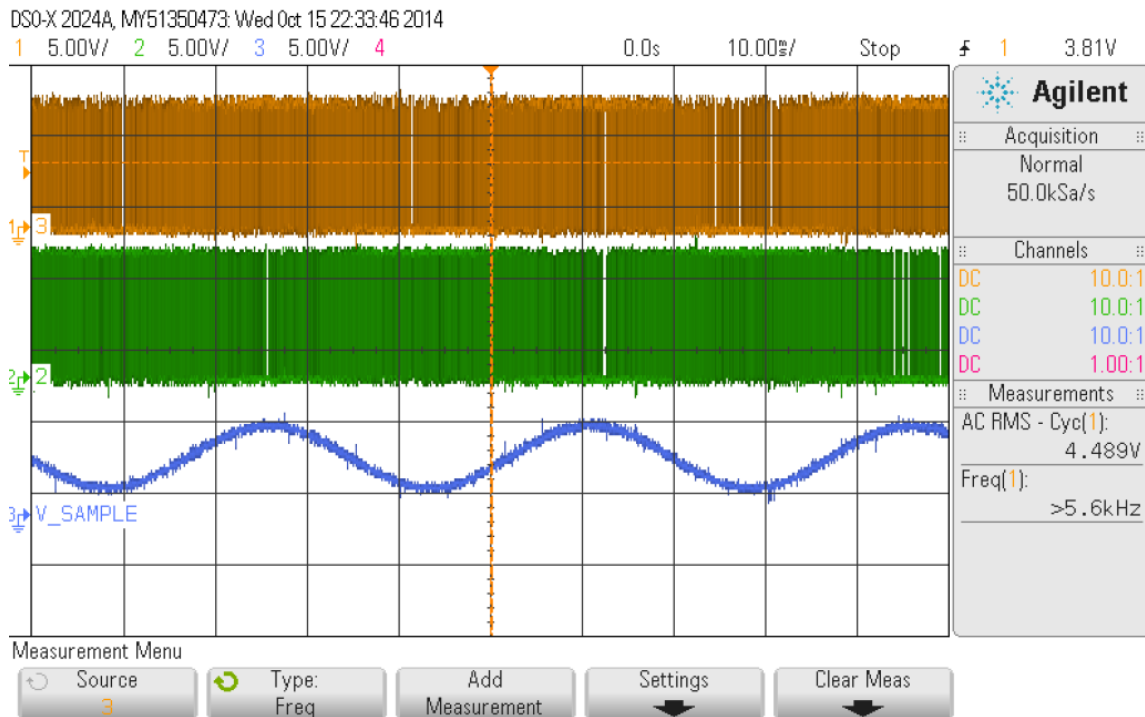 DSO-X 2024A, MY51350473: Wed Oct 15 22:33:46 2014
1 5.00V/ 2 5.00V/ 3 5.00V/ 4 0.0s 10.00ms/ Stop 1 3.81V
Agilent
Acquisition
Normal
50.0kSa/s
Channels
DC 10.0:1
DC 10.0:1
DC 10.0:1
DC 1.00:1
Measurements
AC RMS - Cyc(1):
4.489V
Freq(1):
>5.6kHz
T
1 3
2 2
3 V_SAMPLE
Measurement Menu
Source
3
Type:
Freq
Add
Measurement
Settings
Clear Meas